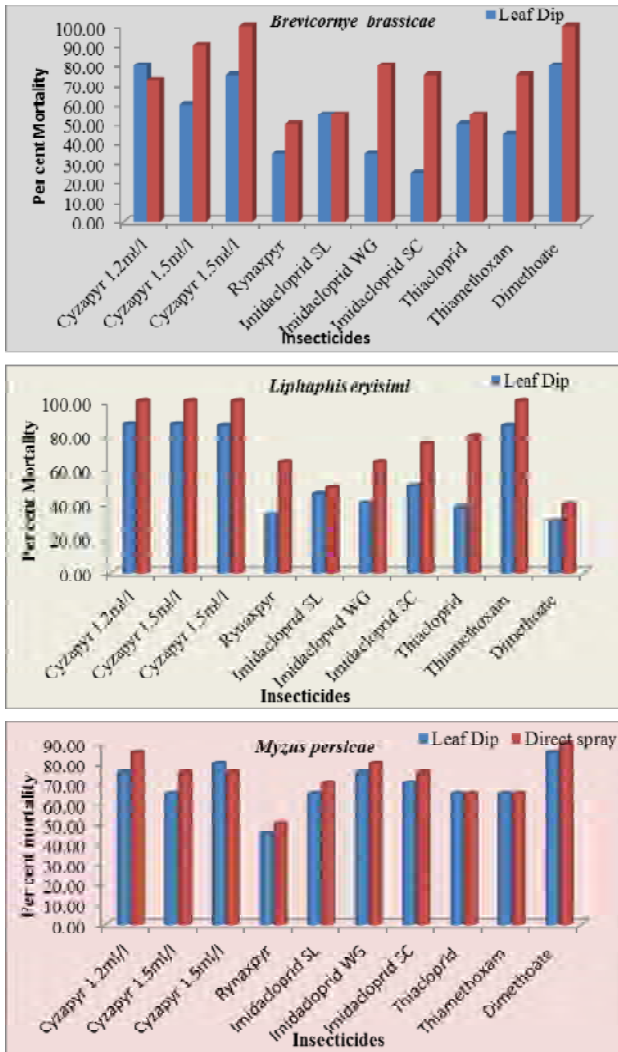 Brevicornye brassicae
Leaf Dip
Per cent Mortality
100.00
80.00
90.00
70.00
60.00
50.00
40.00
30.00
20.00
10.00
0.00
Cyzapyr 1.2ml/l
Cyzapyr 1.5ml/l
Cyzapyr 1.5ml/l
Rynaxpyr
Imidacloprid SL
Imidacloprid WG
Imidacloprid SC
Thiacloprid
Thiamethoxam
Dimethoate
Insecticides
Liphaphis eryisimi
Leaf Dip
Per cent Mortality
100.00
80.00
60.00
40.00
20.00
0.00
Cyzapyr 1.2ml/l
Cyzapyr 1.5ml/l
Cyzapyr 1.5ml/l
Rynaxpyr
Imidacloprid SL
Imidacloprid WG
Imidacloprid SC
Thiacloprid
Thiamethoxam
Dimethoate
Insecticides
Myzus persicae
Leaf Dip
Direct spray
Per cent mortality
90.00
80.00
70.00
60.00
50.00
40.00
30.00
20.00
10.00
0.00
Cyzapyr 1.2ml/l
Cyzapyr 1.5ml/l
Cyzapyr 1.5ml/l
Rynaxpyr
Imidacloprid SL
Imidacloprid WG
Imidacloprid SC
Thiacloprid
Thiamethoxam
Dimethoate
Insecticides